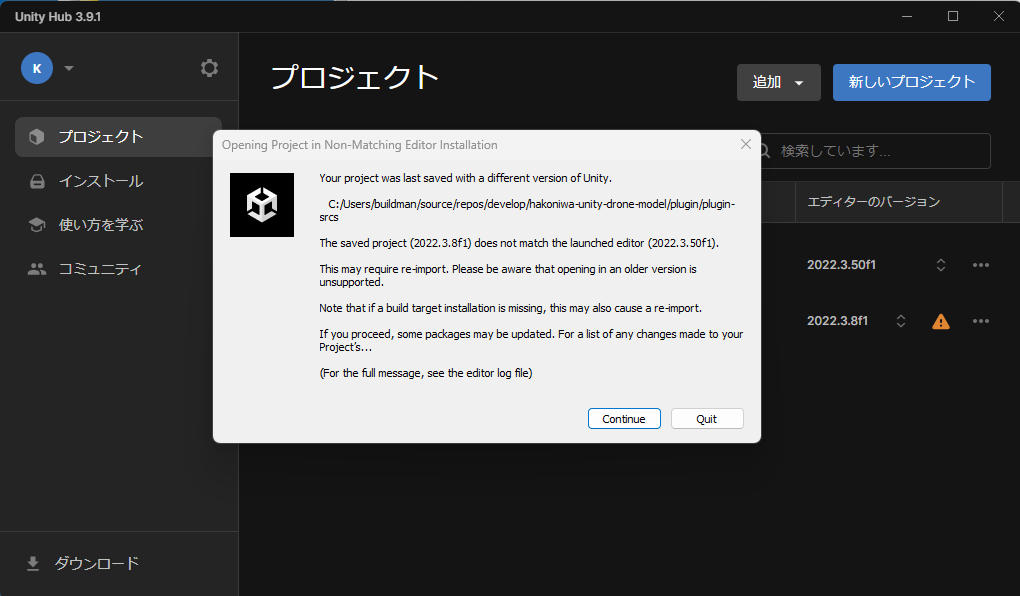 Unity Hub 3.9.1
K
プロジェクト
インストール
使い方を学ぶ
コミュニティ
ダウンロード
プロジェクト
追加
新しいプロジェクト
検索しています...
エディターのバージョン
2022.3.50f1
2022.3.8f1
Opening Project in Non-Matching Editor Installation
Your project was last saved with a different version of Unity.
C:/Users/buildman/source/repos/develop/hakoniwa-unity-drone-model/plugin/plugin-
srcs
The saved project (2022.3.8f1) does not match the launched editor (2022.3.50f1).
This may require re-import. Please be aware that opening in an older version is
unsupported.
Note that if a build target installation is missing, this may also cause a re-import.
If you proceed, some packages may be updated. For a list of any changes made to your
Project's...
(For the full message, see the editor log file)
Continue
Quit